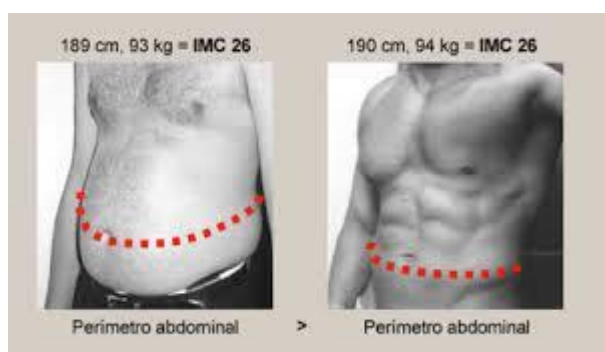 189 cm, 93 kg = IMC 26
190 cm, 94 kg = IMC 26
Perimetro abdominal > Perimetro abdominal